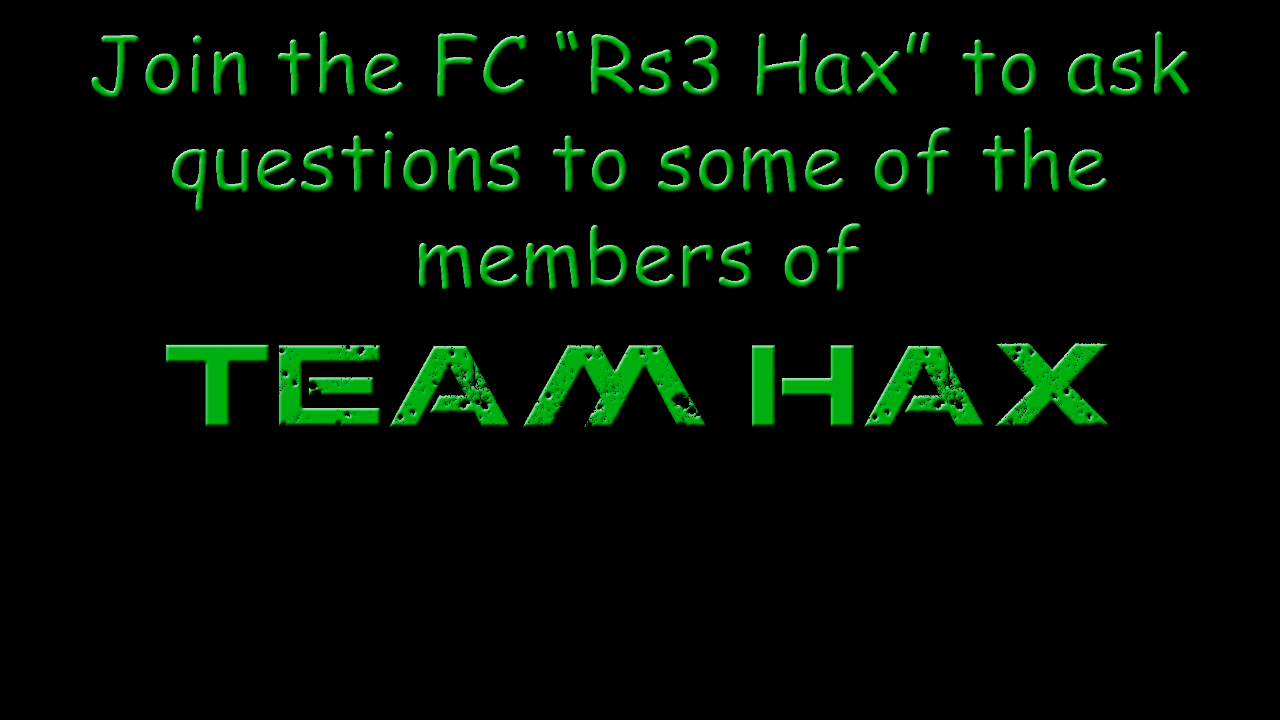 Join the FC “Rs3 Hax” to ask
questions to some of the
members of
TEAM HAX